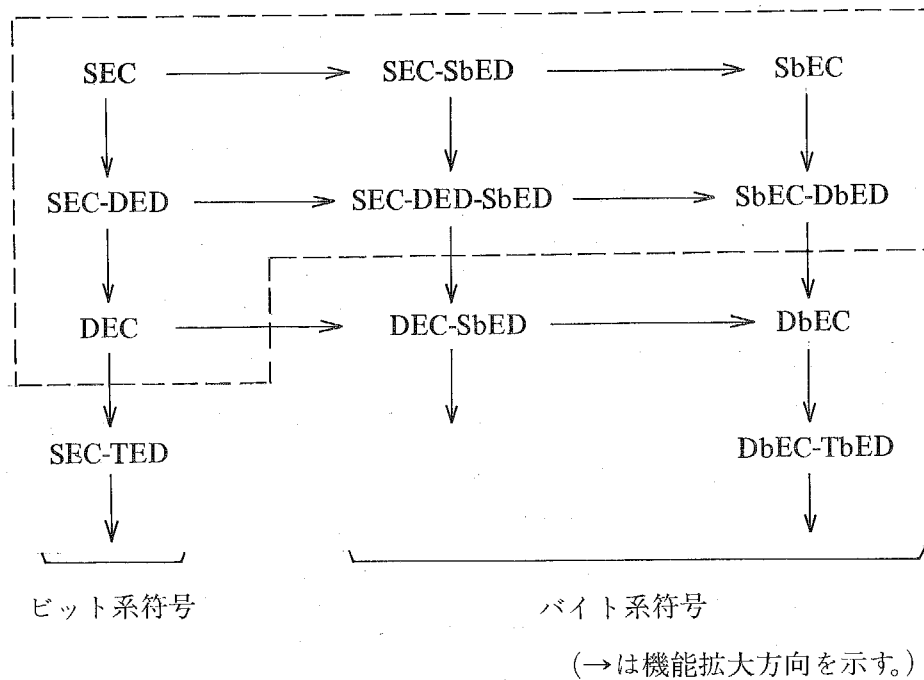 SEC SEC-SbED SbEC
SEC-DED SEC-DED-SbED SbEC-DbED
DEC DEC-SbED DbEC
SEC-TED DbEC-TbED
ビット系符号 バイト系符号
(→は機能拡大方向を示す。)